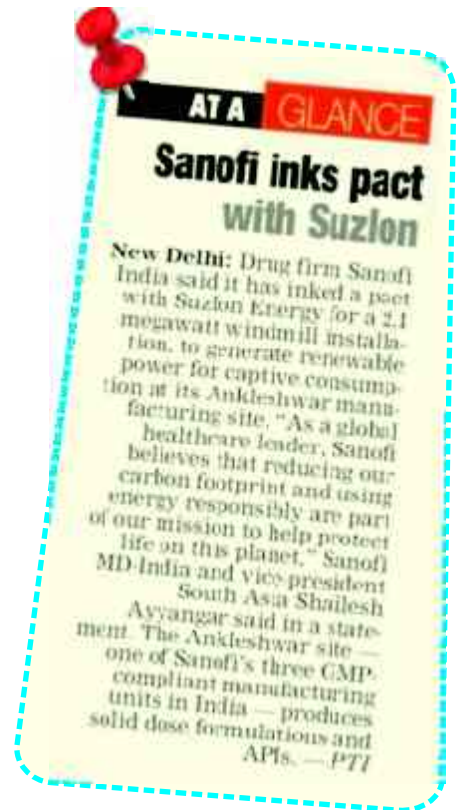 AT A GLANCE
Sanofi inks pact
with Suzlon
New Delhi: Drug firm Sanofi
India said it has inked a pact
with Suzlon Energy for a 2.1
megawatt windmill installa-
tion, to generate renewable
power for captive consump-
tion at its Ankleshwar manu-
facturing site. "As a global
healthcare leader, Sanofi
believes that reducing our
carbon footprint and using
energy responsibly are part
of our mission to help protect
life on this planet," Sanofi
MD-India and vice president
South Asia Shailesh
Ayyangar said in a state-
ment. The Ankleshwar site —
one of Sanofi's three GMP-
compliant manufacturing
units in India — produces
solid dose formulations and
APIs. — PTI